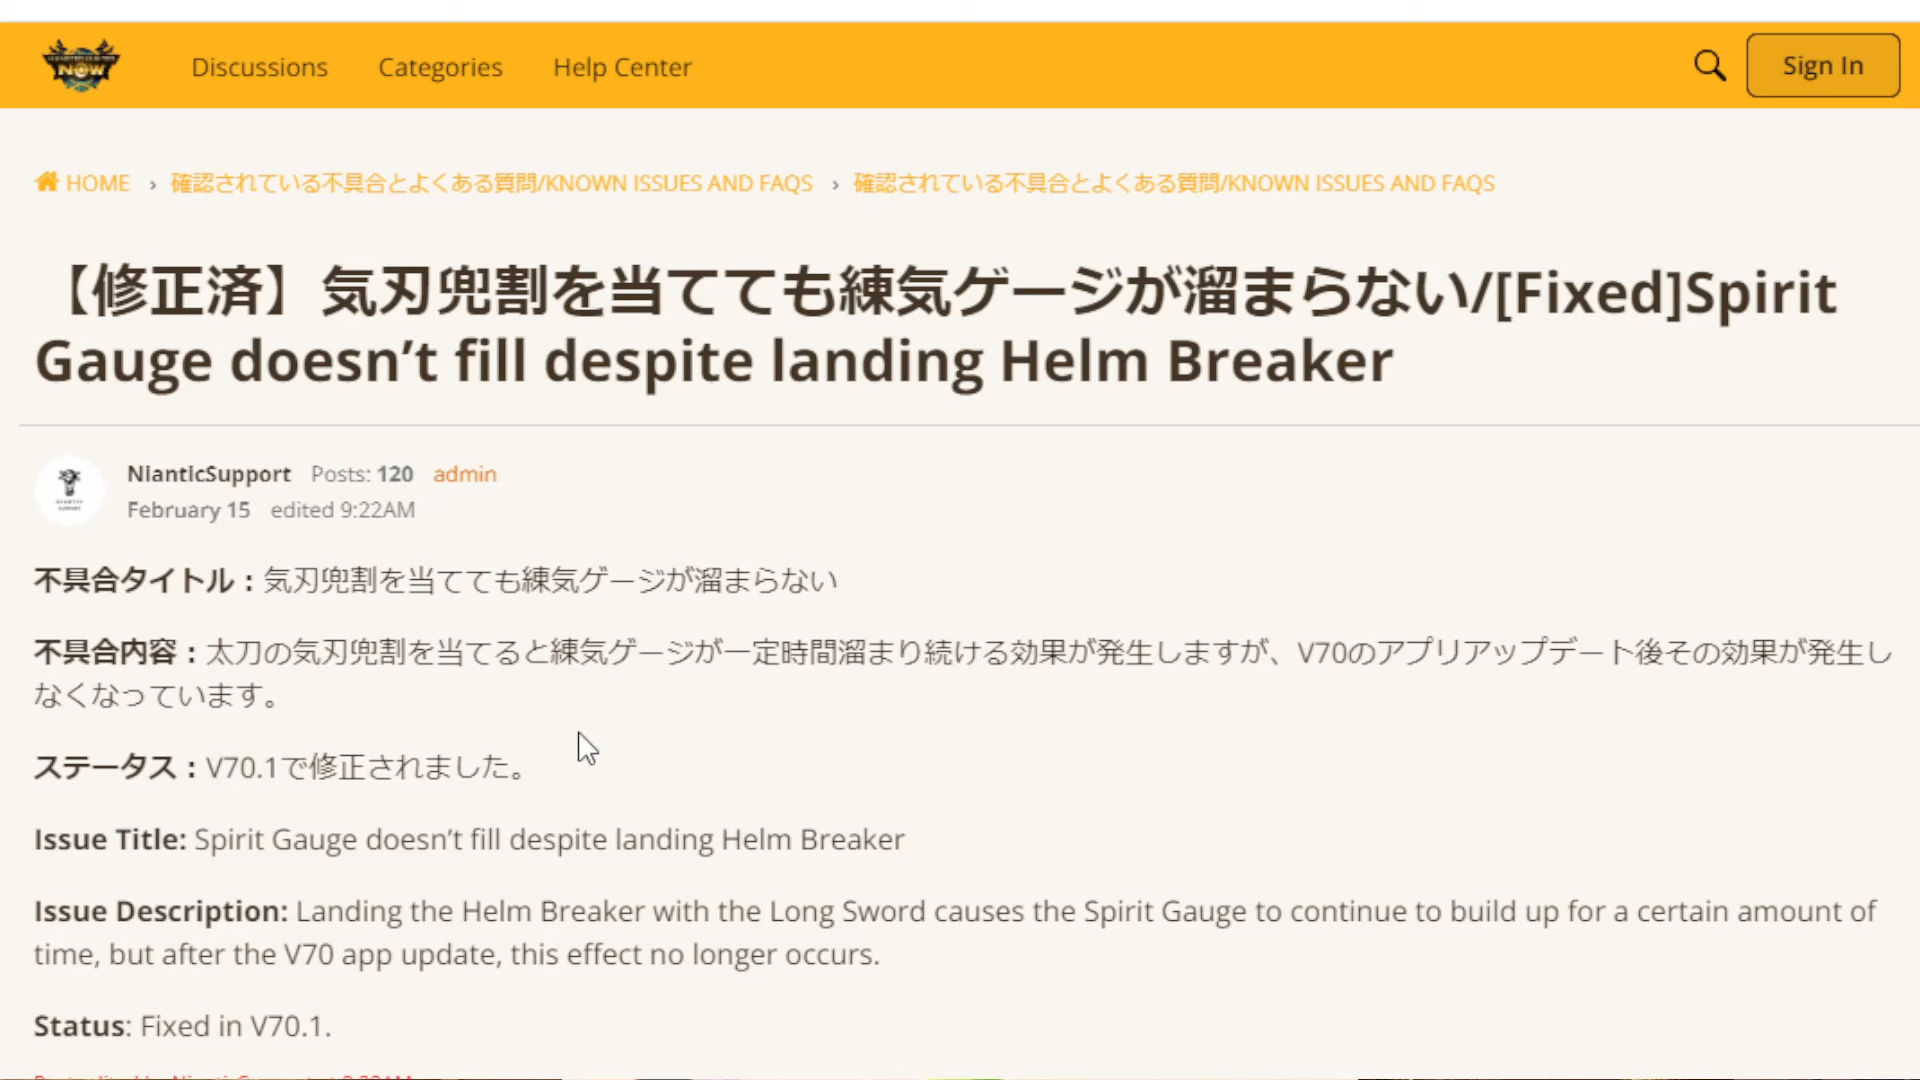 NOW
Discussions Categories Help Center
Sign In
HOME › 確認されている不具合とよくある質問/KNOWN ISSUES AND FAQS › 確認されている不具合とよくある質問/KNOWN ISSUES AND FAQS
【修正済】気刃兜割を当てても練気ゲージが溜まらない/[Fixed]Spirit
Gauge doesn’t fill despite landing Helm Breaker
NianticSupport Posts: 120 admin
February 15 edited 9:22AM
不具合タイトル：気刃兜割を当てても練気ゲージが溜まらない
不具合内容：太刀の気刃兜割を当てると練気ゲージが一定時間溜まり続ける効果が発生しますが、V70のアプリアップデート後その効果が発生し
なくなっています。
ステータス：V70.1で修正されました。
Issue Title: Spirit Gauge doesn’t fill despite landing Helm Breaker
Issue Description: Landing the Helm Breaker with the Long Sword causes the Spirit Gauge to continue to build up for a certain amount of
time, but after the V70 app update, this effect no longer occurs.
Status: Fixed in V70.1.